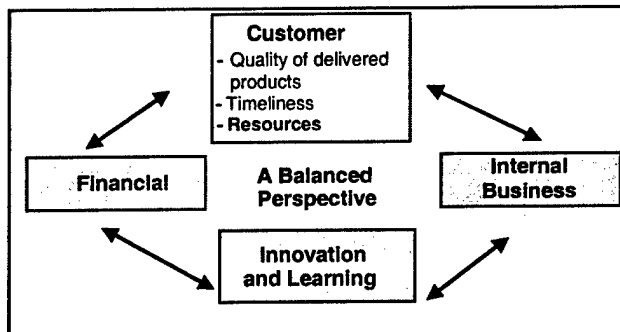 Customer
- Quality of delivered
products
- Timeliness
- Resources
Financial
A Balanced
Perspective
Internal
Business
Innovation
and Learning